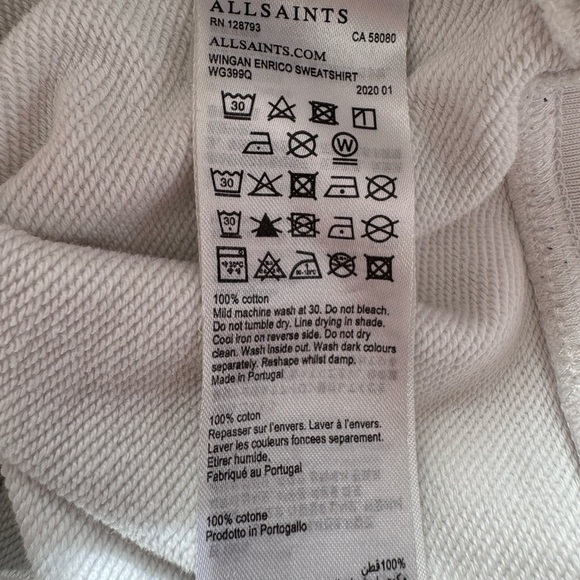 ALLSAINTS
RN 128793 CA 58080
ALLSAINTS.COM
WINGAN ENRICO SWEATSHIRT
WG399Q 2020 01
30
W
30
30
100% cotton
Mild machine wash at 30. Do not bleach.
Do not tumble dry. Line drying in shade.
Cool iron on reverse side. Do not dry
clean. Wash inside out. Wash dark colours
separately. Reshape whilst damp.
Made in Portugal
100% coton
Repasser sur l'envers. Laver à l'envers.
Laver les couleurs foncees separement.
Etirer humide.
Fabriqué au Portugal
100% cotone
Prodotto in Portogallo
100% قطن